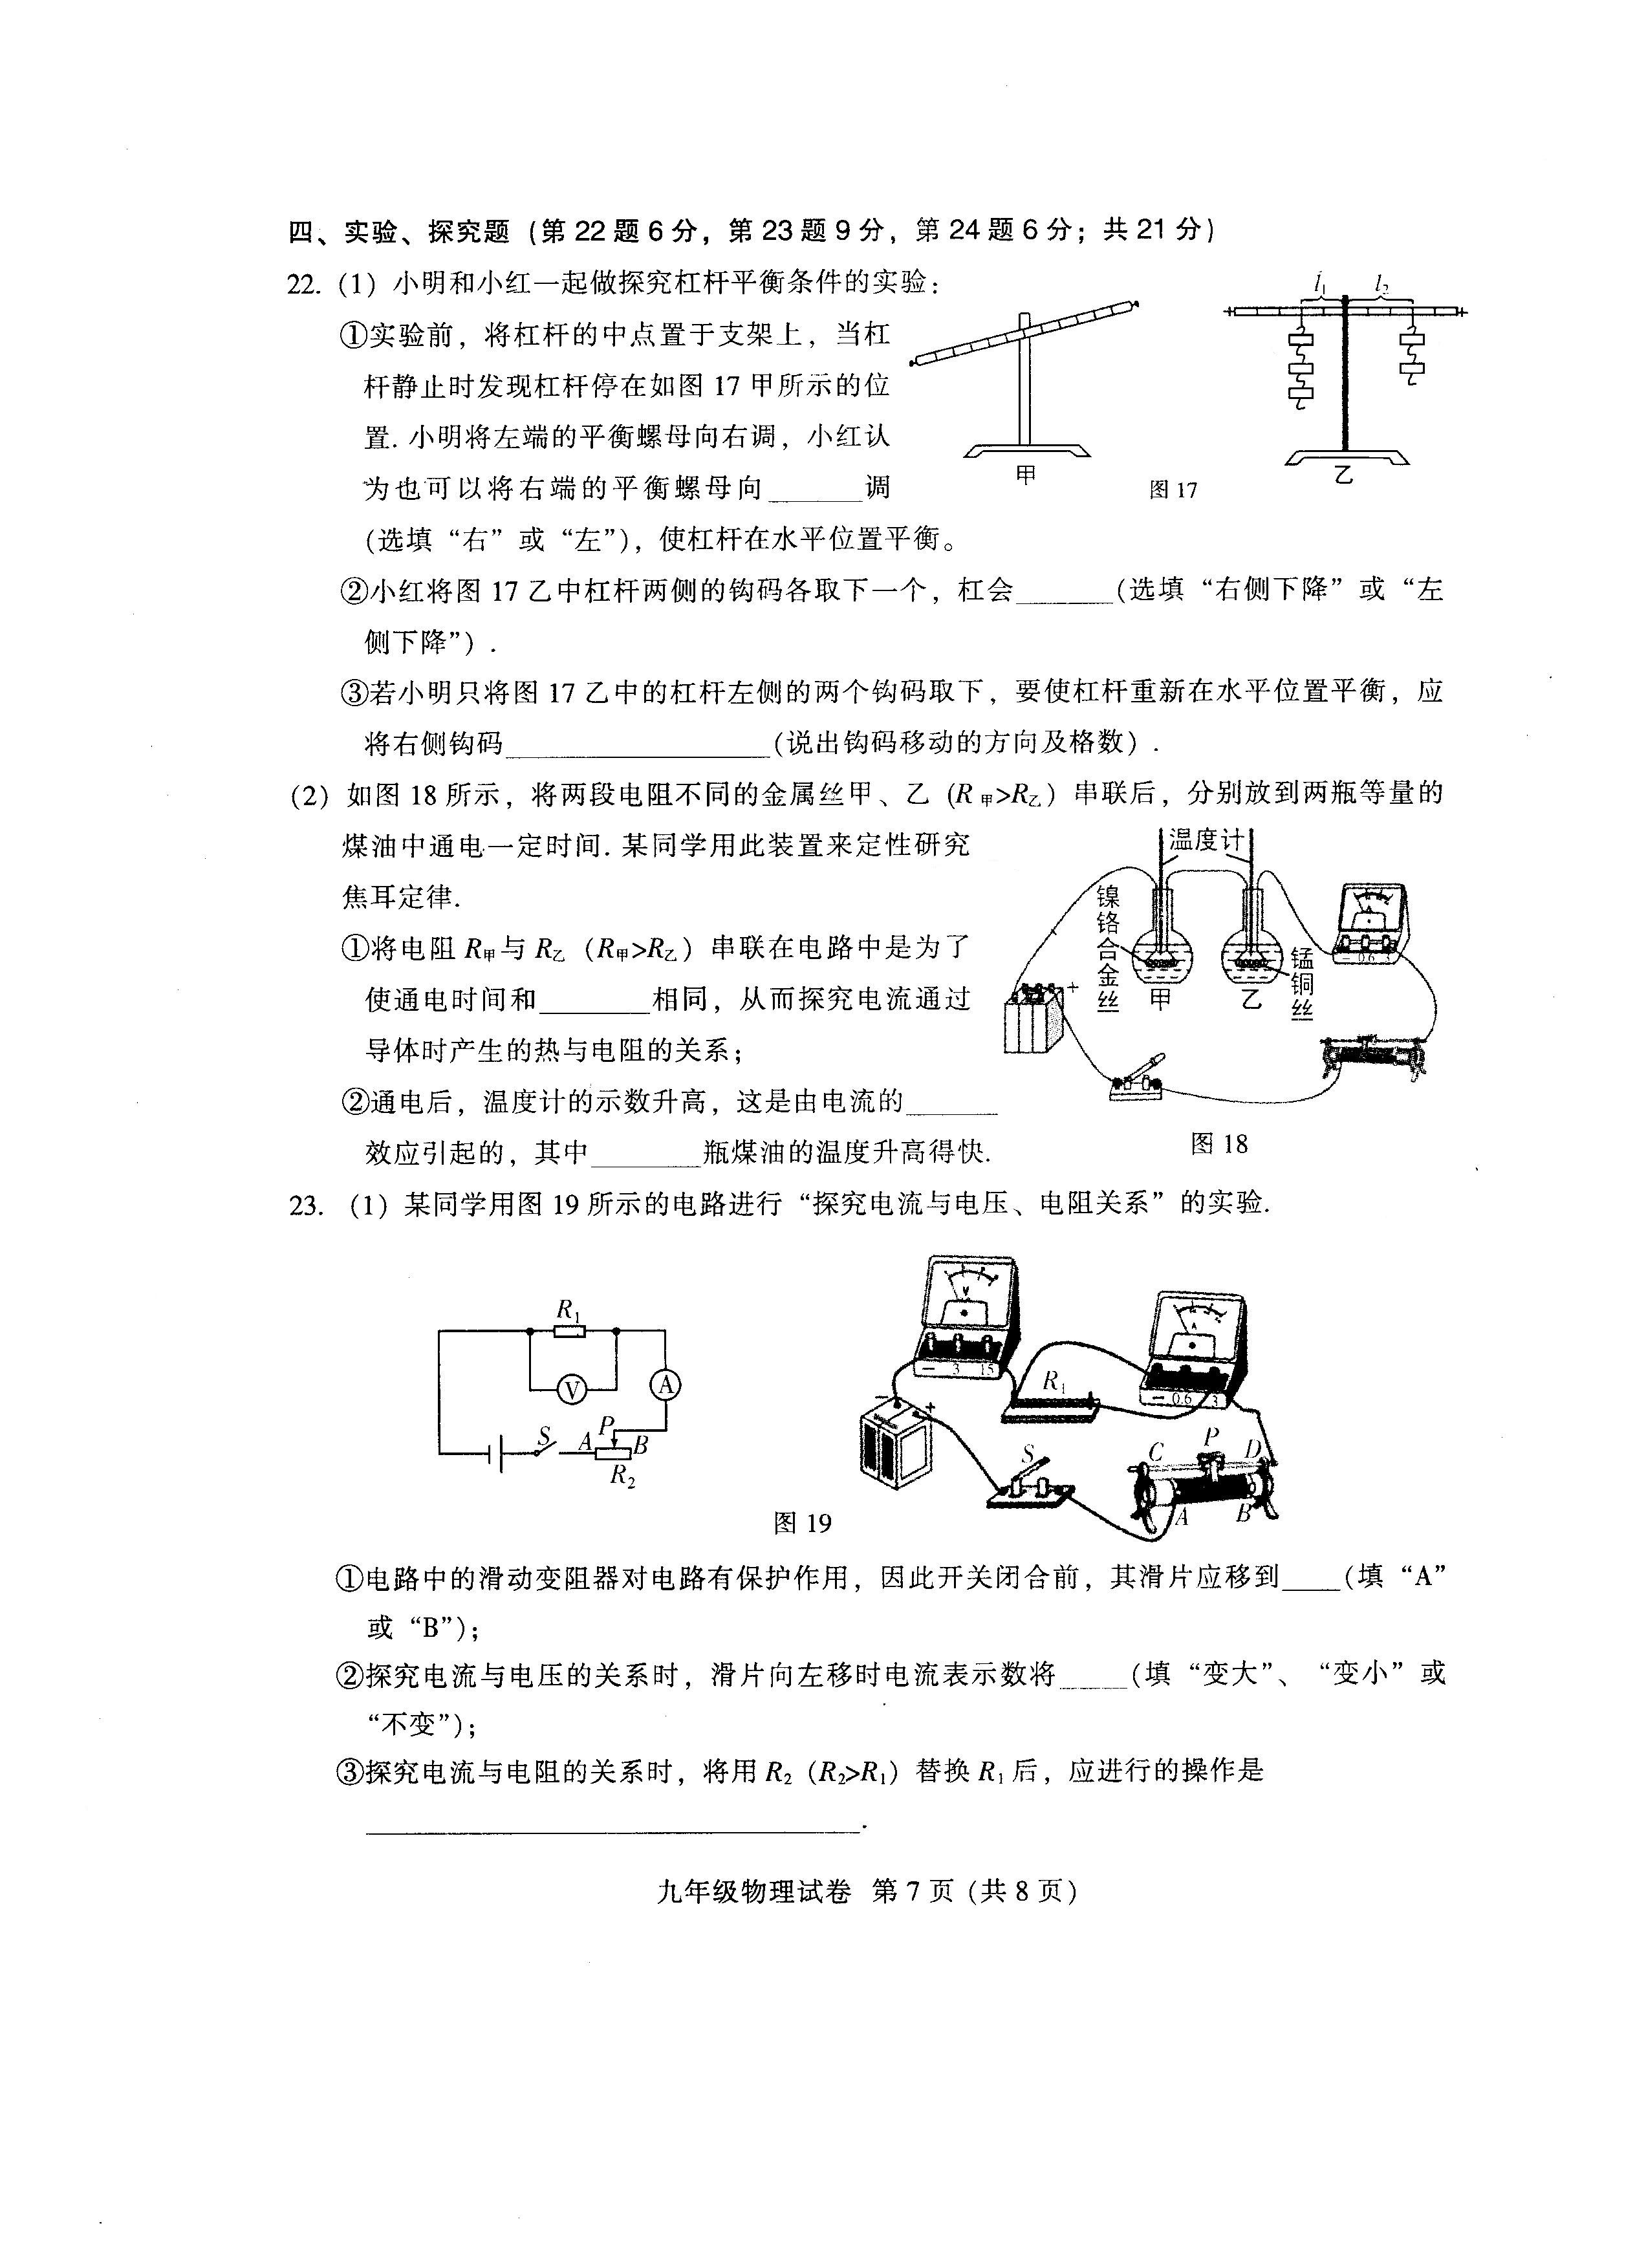 四、实验、探究题（第22题6分，第23题9分，第24题6分；共21分）
22.（1）小明和小红一起做探究杠杆平衡条件的实验：
①实验前，将杠杆的中点置于支架上，当杠
杆静止时发现杠杆停在如图 17 甲所示的位
置. 小明将左端的平衡螺母向右调，小红认
为也可以将右端的平衡螺母向______调
l₁ l₂
甲
图 17
乙
(选填“右”或“左”)，使杠杆在水平位置平衡。
②小红将图 17 乙中杠杆两侧的钩码各取下一个，杠会______(选填“右侧下降”或“左
侧下降”）.
③若小明只将图 17 乙中的杠杆左侧的两个钩码取下，要使杠杆重新在水平位置平衡，应
将右侧钩码__________________(说出钩码移动的方向及格数）.
(2）如图 18 所示，将两段电阻不同的金属丝甲、乙（R甲>R乙）串联后，分别放到两瓶等量的
煤油中通电一定时间. 某同学用此装置来定性研究
焦耳定律.
①将电阻 R甲与 R乙（R甲>R乙）串联在电路中是为了
使通电时间和_______相同，从而探究电流通过
导体时产生的热与电阻的关系；
②通电后，温度计的示数升高，这是由电流的______
效应引起的，其中_______瓶煤油的温度升高得快.
温度计
镍铬合金丝
甲
乙
锰铜丝
A
− 0.6 3
+
图 18
23.（1）某同学用图 19 所示的电路进行“探究电流与电压、电阻关系”的实验.
R₁
V
A
S A P B
R₂
V
− 3 15
A
− 0.6 3
R₁
− +
S
C P D
A B
图 19
①电路中的滑动变阻器对电路有保护作用，因此开关闭合前，其滑片应移到____(填“A”
或“B”)；
②探究电流与电压的关系时，滑片向左移时电流表示数将_____(填“变大”、“变小”或
“不变”)；
③探究电流与电阻的关系时，将用 R₂（R₂>R₁）替换 R₁ 后，应进行的操作是
__________________________________.
九年级物理试卷 第 7 页 (共 8 页)